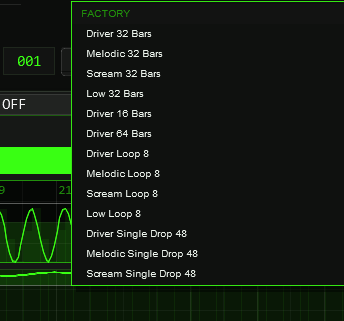 FACTORY
Driver 32 Bars
Melodic 32 Bars
001
Scream 32 Bars
Low 32 Bars
OFF
Driver 16 Bars
Driver 64 Bars
Driver Loop 8
Melodic Loop 8
9 21
Scream Loop 8
Low Loop 8
Driver Single Drop 48
Melodic Single Drop 48
Scream Single Drop 48